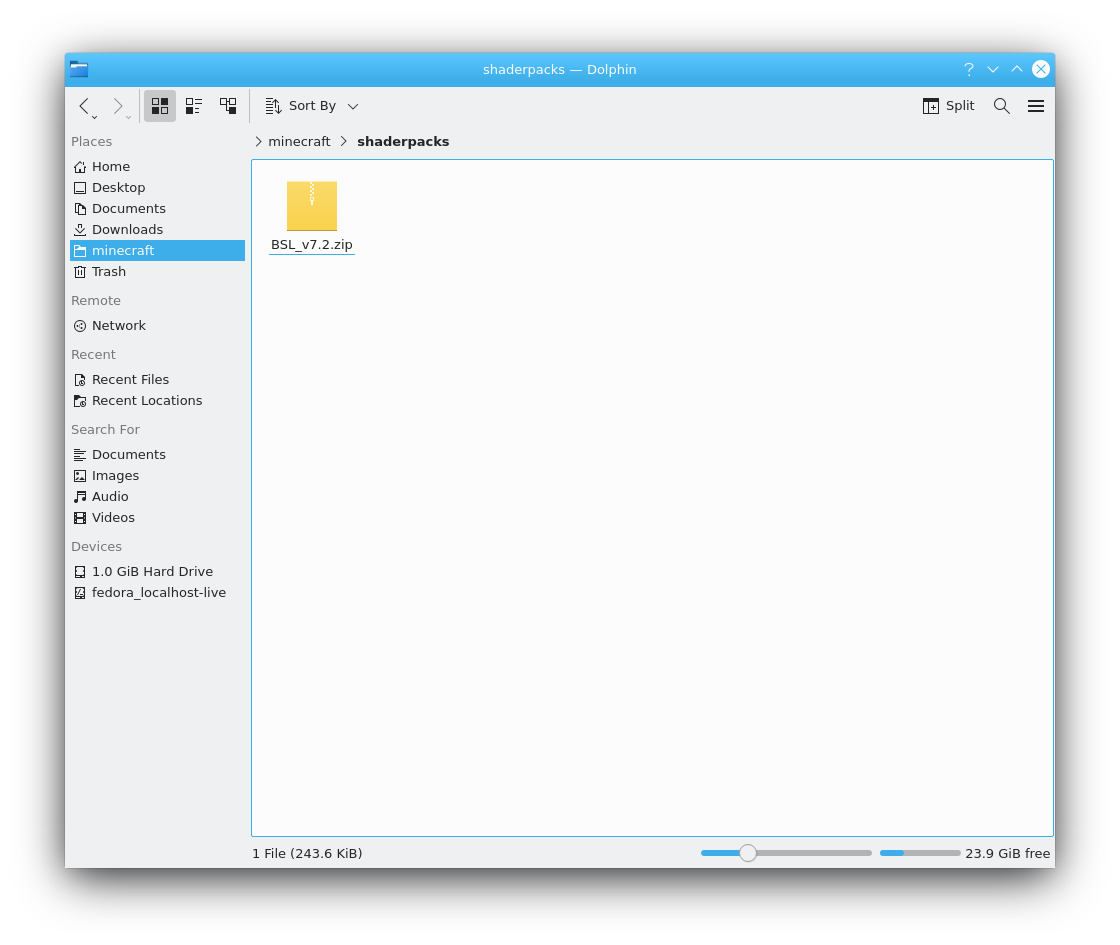 shaderpacks — Dolphin
Sort By
Split
Places
Home
Desktop
Documents
Downloads
minecraft
Trash
Remote
Network
Recent
Recent Files
Recent Locations
Search For
Documents
Images
Audio
Videos
Devices
1.0 GiB Hard Drive
fedora_localhost-live
minecraft > shaderpacks
BSL_v7.2.zip
1 File (243.6 KiB)
23.9 GiB free